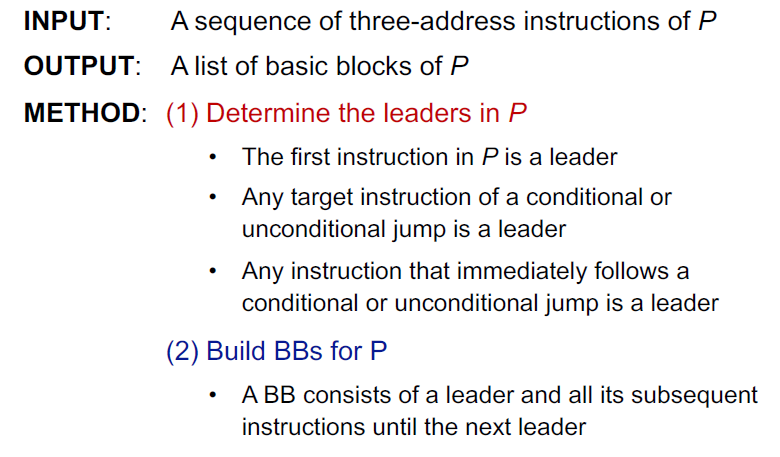 INPUT: A sequence of three-address instructions of P
OUTPUT: A list of basic blocks of P
METHOD: (1) Determine the leaders in P
• The first instruction in P is a leader
• Any target instruction of a conditional or
unconditional jump is a leader
• Any instruction that immediately follows a
conditional or unconditional jump is a leader
(2) Build BBs for P
• A BB consists of a leader and all its subsequent
instructions until the next leader